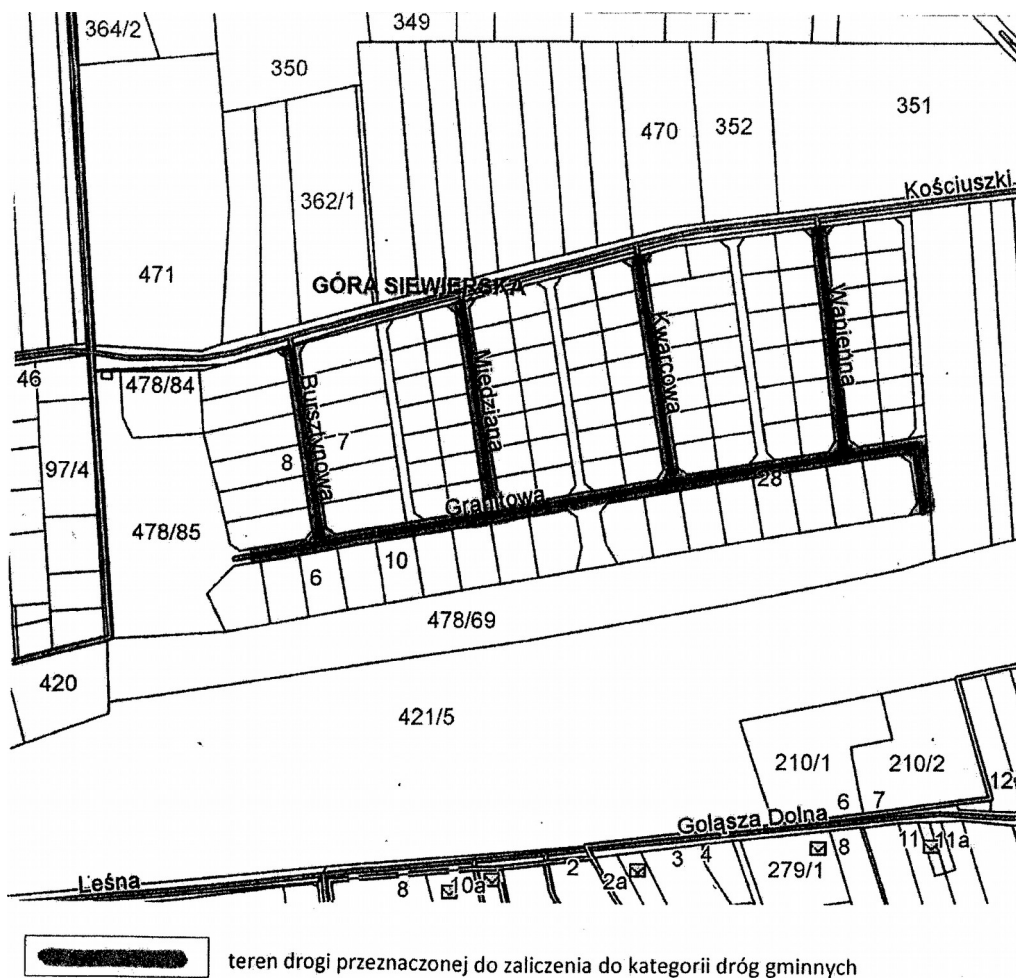 364/2
349
350
351
470
352
362/1
Kościuszki
471
GÓRA SIEWIERSKA
46
478/84
Bursztynowa
Miedziana
Kwarcowa
Wapienna
97/4
8
7
478/85
Granitowa
28
6
10
478/69
420
421/5
210/1
210/2
6
7
Goląsza Dolna
Leśna
8
10a
2
2a
3
4
279/1
8
11
11a
teren drogi przeznaczonej do zaliczenia do kategorii dróg gminnych